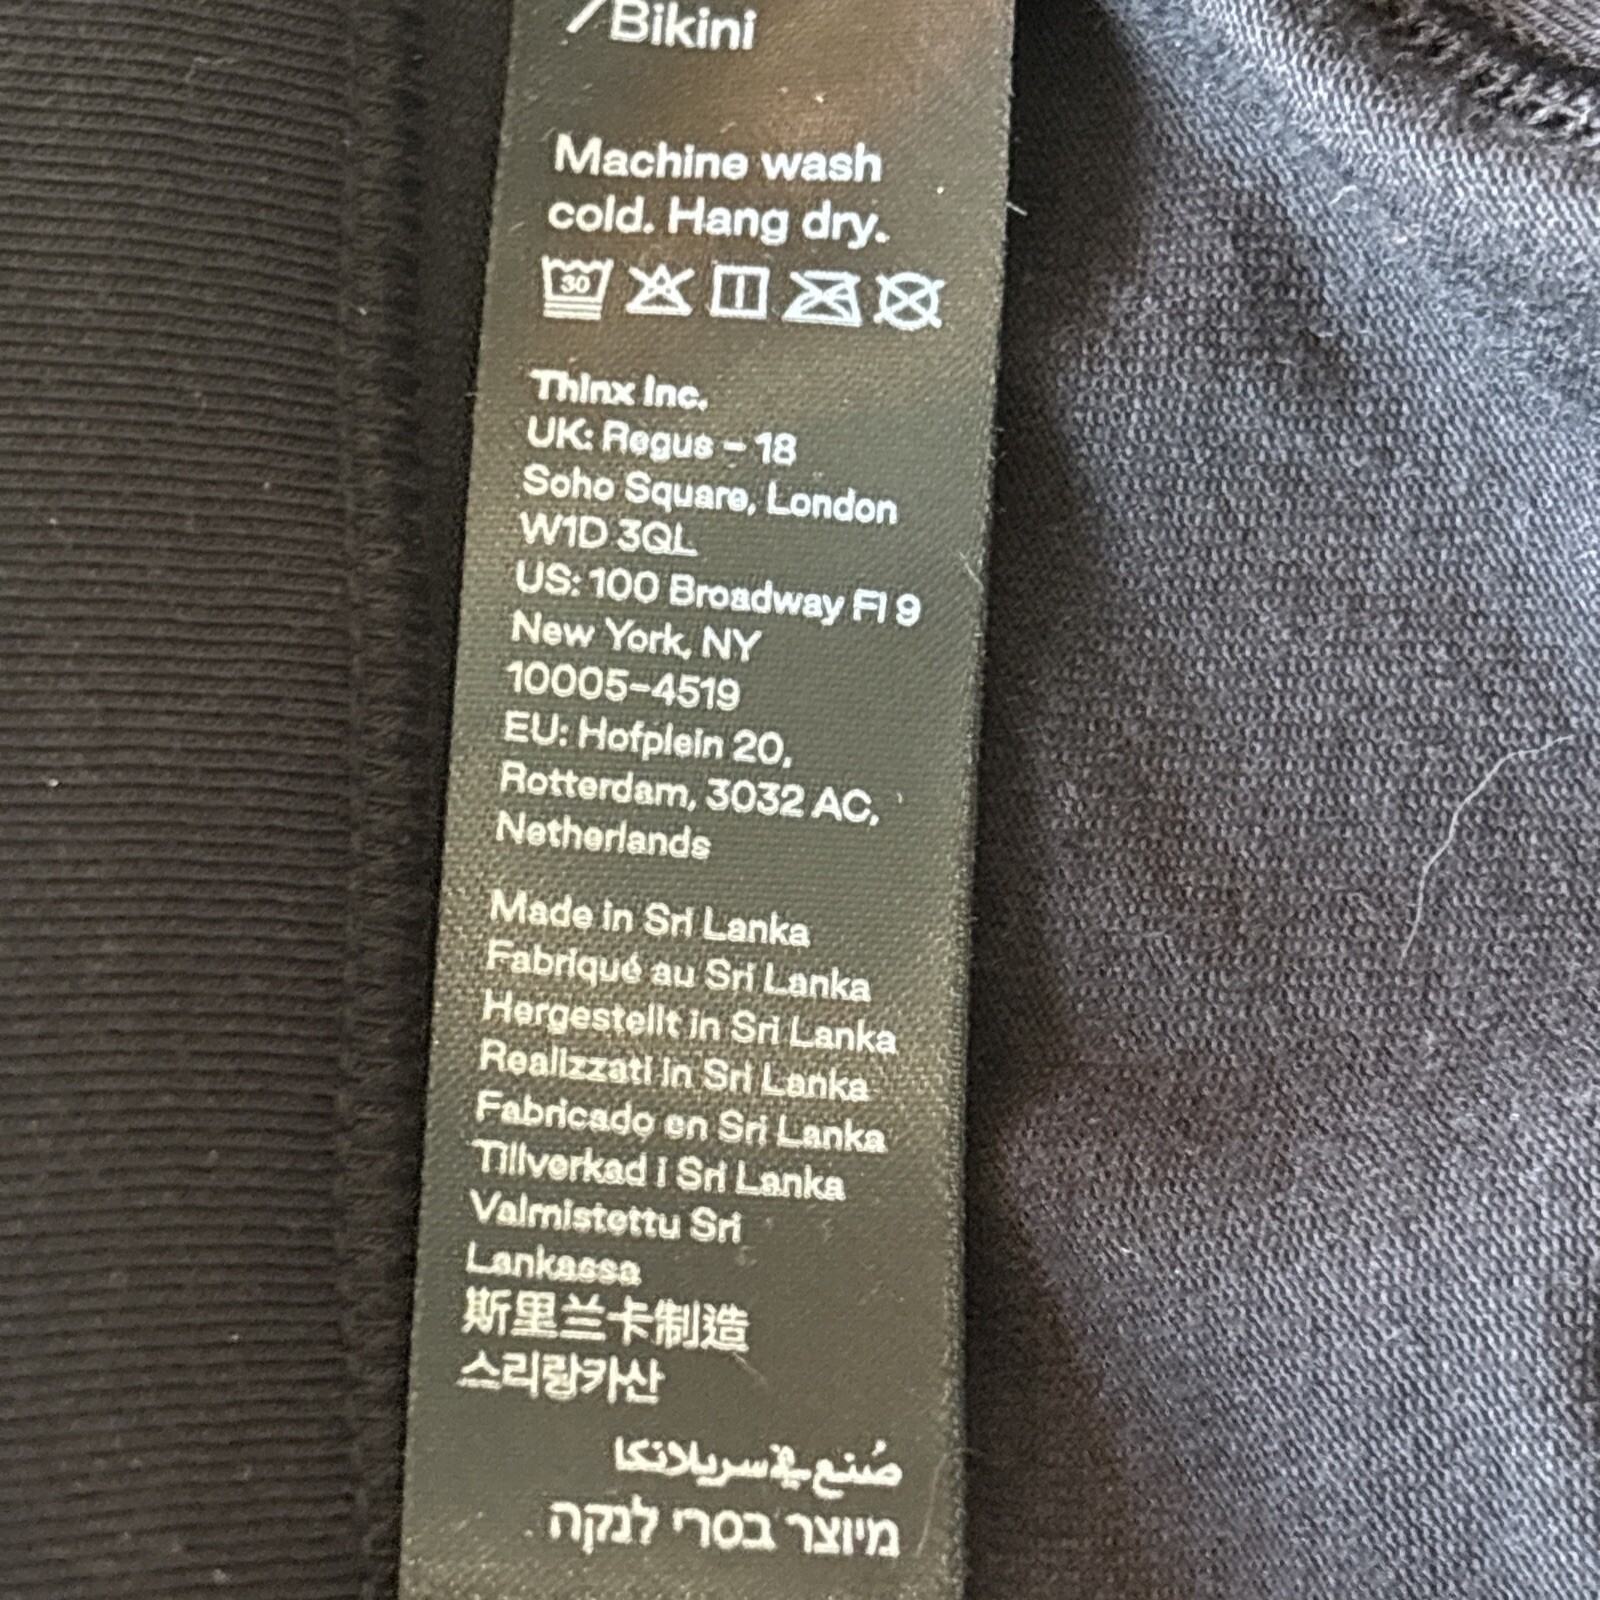 /Bikini
Machine wash
cold. Hang dry.
30
Thinx Inc.
UK: Regus – 18
Soho Square, London
W1D 3QL
US: 100 Broadway Fl 9
New York, NY
10005-4519
EU: Hofplein 20,
Rotterdam, 3032 AC,
Netherlands
Made in Sri Lanka
Fabriqué au Sri Lanka
Hergestellt in Sri Lanka
Realizzati in Sri Lanka
Fabricado en Sri Lanka
Tillverkad i Sri Lanka
Valmistettu Sri
Lankassa
斯里兰卡制造
스리랑카산
صُنع في سريلانكا
מיוצר בסרי לנקה